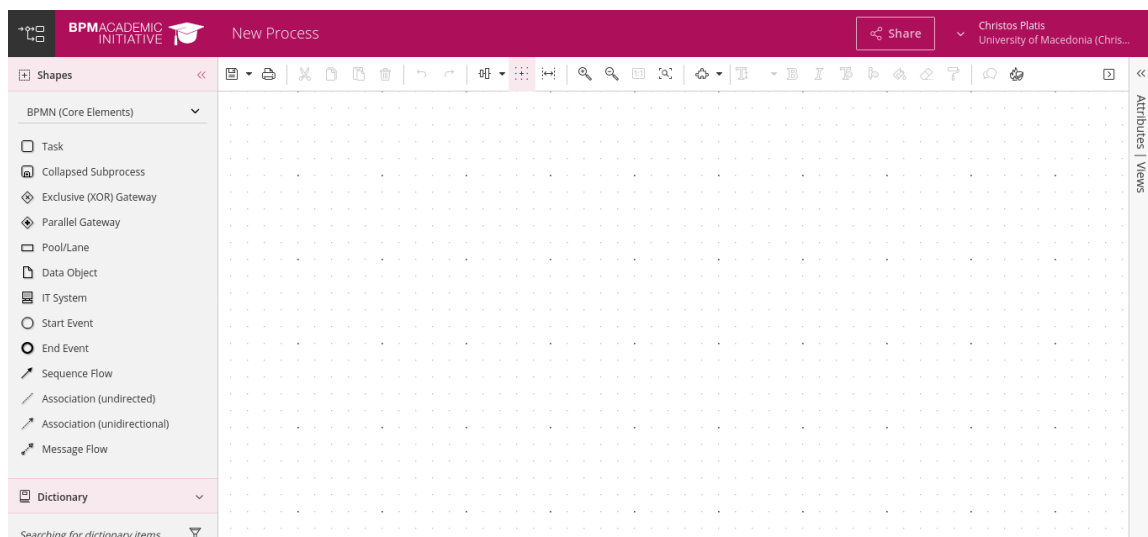 BPMACADEMIC
INITIATIVE
New Process
Share
Christos Platis
University of Macedonia (Chris...
Shapes
BPMN (Core Elements)
Task
Collapsed Subprocess
Exclusive (XOR) Gateway
Parallel Gateway
Pool/Lane
Data Object
IT System
Start Event
End Event
Sequence Flow
Association (undirected)
Association (unidirectional)
Message Flow
Dictionary
Searching for dictionary items
Attributes | Views